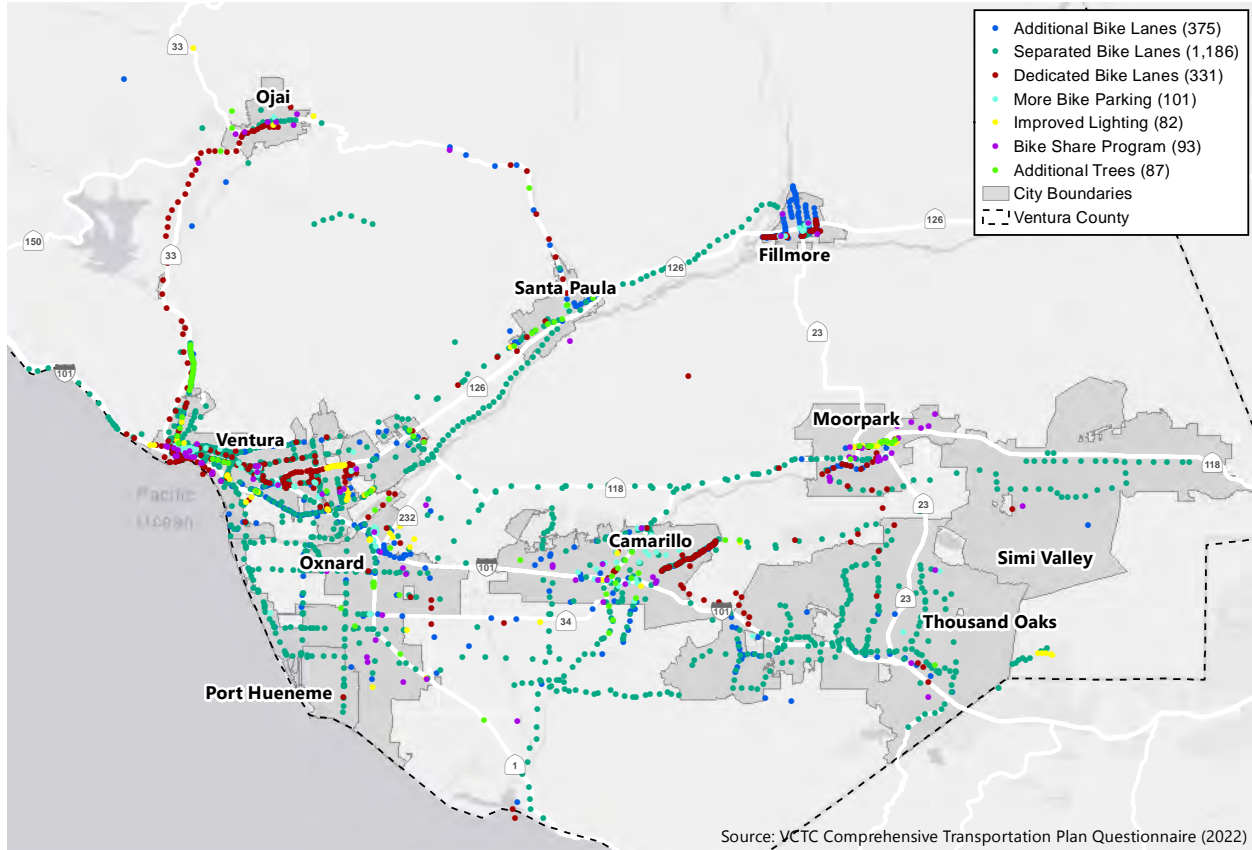 Additional Bike Lanes (375)
Separated Bike Lanes (1,186)
Dedicated Bike Lanes (331)
More Bike Parking (101)
Improved Lighting (82)
Bike Share Program (93)
Additional Trees (87)
City Boundaries
Ventura County
33
Ojai
150
33
126
126
Fillmore
Santa Paula
23
101
126
Moorpark
Ventura
118
118
Pacific
Ocean
23
232
Camarillo
Oxnard
101
Simi Valley
23
101
34
Thousand Oaks
Port Hueneme
1
Source: VCTC Comprehensive Transportation Plan Questionnaire (2022)